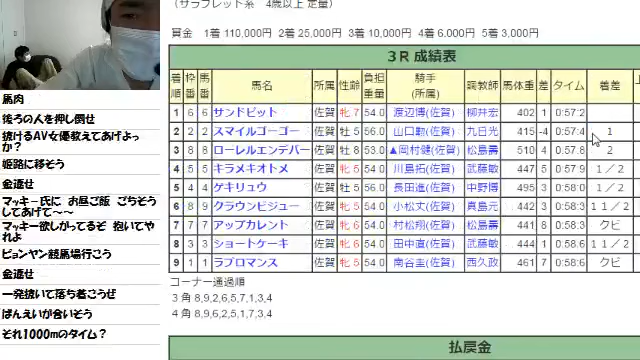 (サラブレッド系　4歳以上 定量)
賞金　1着 110,000円　2着 25,000円　3着 10,000円　4着 6,000円　5着 3,000円
３Ｒ 成績表
着順 枠番 馬番 馬名 所属 性齢 負担重量 騎手(所属) 調教師 馬体重 差 タイム 着差
1 6 6 サンドピット 佐賀 牝 7 54.0 渡辺博(佐賀) 柳井宏 402 1 0:57.2
2 2 2 スマイルゴーゴー 佐賀 牡 5 56.0 山口勲(佐賀) 九日光 415 -4 0:57.4 1
3 8 8 ローレルエンデバー 佐賀 牡 8 53.0 ▲岡村健(佐賀) 松島壽 510 4 0:57.8 2
4 5 5 キラメキオトメ 佐賀 牝 5 54.0 川島拓(佐賀) 武藤敏 447 5 0:57.9 1／2
5 4 4 ゲキリュウ 佐賀 牡 5 56.0 長田進(佐賀) 中野博 495 3 0:58.0 1／2
6 8 9 クラウンビジュー 佐賀 牝 5 54.0 小松丈(佐賀) 真島元 442 3 0:58.3 1 1／2
7 7 7 アップカレント 佐賀 牝 6 54.0 村松翔(佐賀) 松島壽 441 8 0:58.3 クビ
8 3 3 ショートケーキ 佐賀 牝 6 54.0 田中直(佐賀) 武藤敏 444 1 0:58.6 1 1／2
9 1 1 ラブロマンス 佐賀 牝 5 54.0 南谷圭(佐賀) 西久政 461 7 0:58.6 クビ
コーナー通過順
３角 8,9,2,6,5,7,1,3,4
４角 8,9,6,2,5,1,7,3,4
払戻金
馬肉
後ろの人を押し倒せ
抜けるAV女優教えてあげよっか？
姫路に移そう
金返せ
マッキ－氏に お昼ご飯 ごちそうしてあげて～～
マッキー欲しがってるぞ 抱いてやれよ
ピョンヤン競馬場行こう
金返せ
一発抜いて落ち着こうぜ
ばんえいが合いそう
それ1000mのタイム？